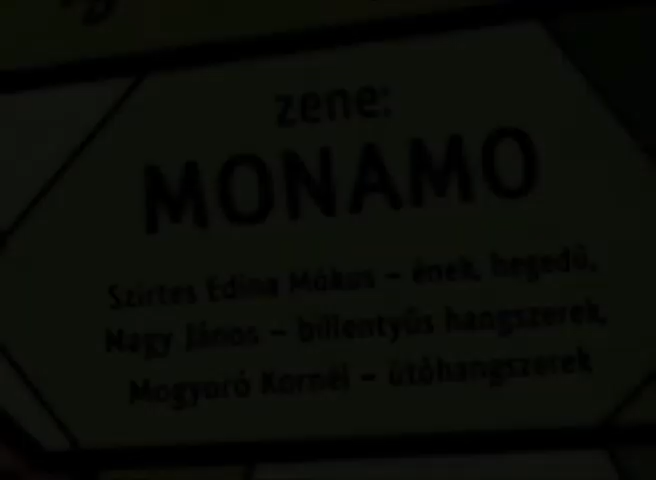 zene:
MONAMO
Szirtes Edina Mókus – ének, hegedű,
Nagy János – billentyűs hangszerek,
Mogyoró Kornél – ütőhangszerek